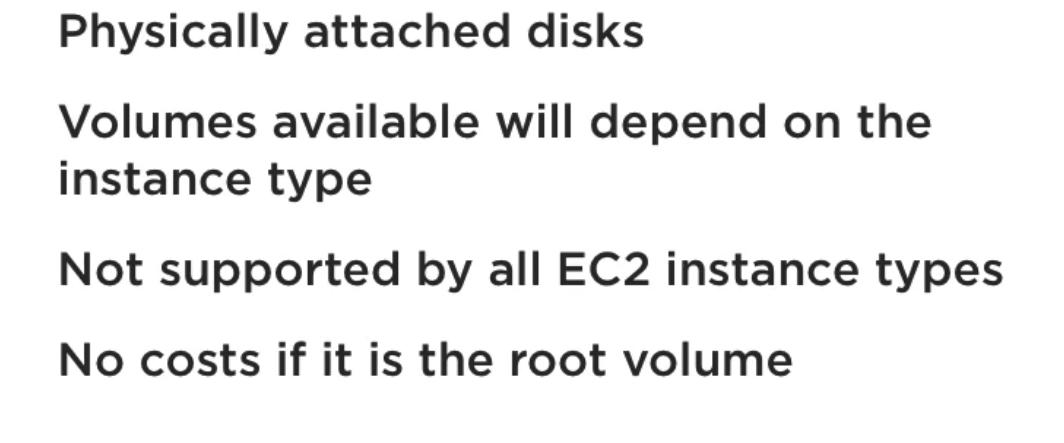 Physically attached disks
Volumes available will depend on the
instance type
Not supported by all EC2 instance types
No costs if it is the root volume